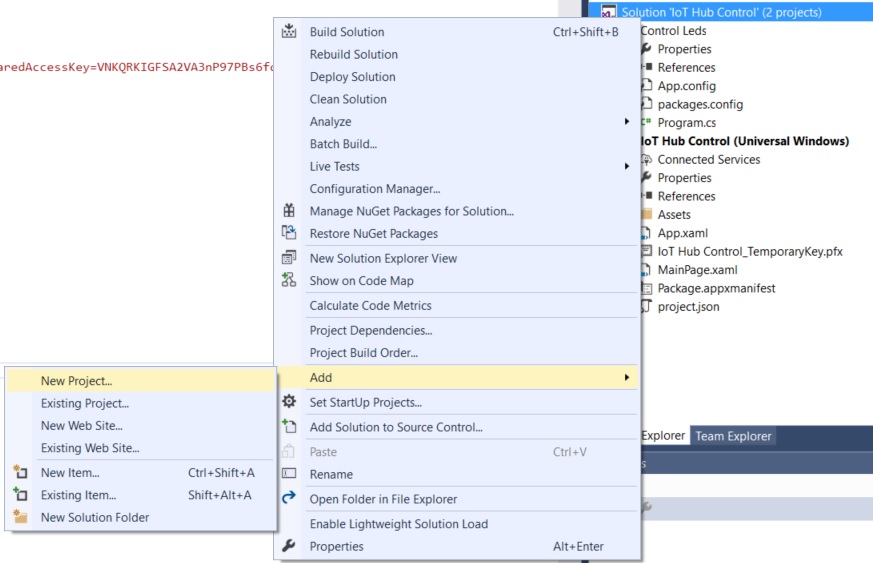 Solution 'IoT Hub Control' (2 projects)
Control Leds
Properties
References
App.config
packages.config
Program.cs
IoT Hub Control (Universal Windows)
Connected Services
Properties
References
Assets
App.xaml
IoT Hub Control_TemporaryKey.pfx
MainPage.xaml
Package.appxmanifest
project.json
Explorer Team Explorer
s
aredAccessKey=VNKQRKIGFSA2VA3nP97PBs6fc
Build Solution Ctrl+Shift+B
Rebuild Solution
Deploy Solution
Clean Solution
Analyze
Batch Build...
Live Tests
Configuration Manager...
Manage NuGet Packages for Solution...
Restore NuGet Packages
New Solution Explorer View
Show on Code Map
Calculate Code Metrics
Project Dependencies...
Project Build Order...
Add
Set StartUp Projects...
Add Solution to Source Control...
Paste Ctrl+V
Rename
Open Folder in File Explorer
Enable Lightweight Solution Load
Properties Alt+Enter
New Project...
Existing Project...
New Web Site...
Existing Web Site...
New Item... Ctrl+Shift+A
Existing Item... Shift+Alt+A
New Solution Folder